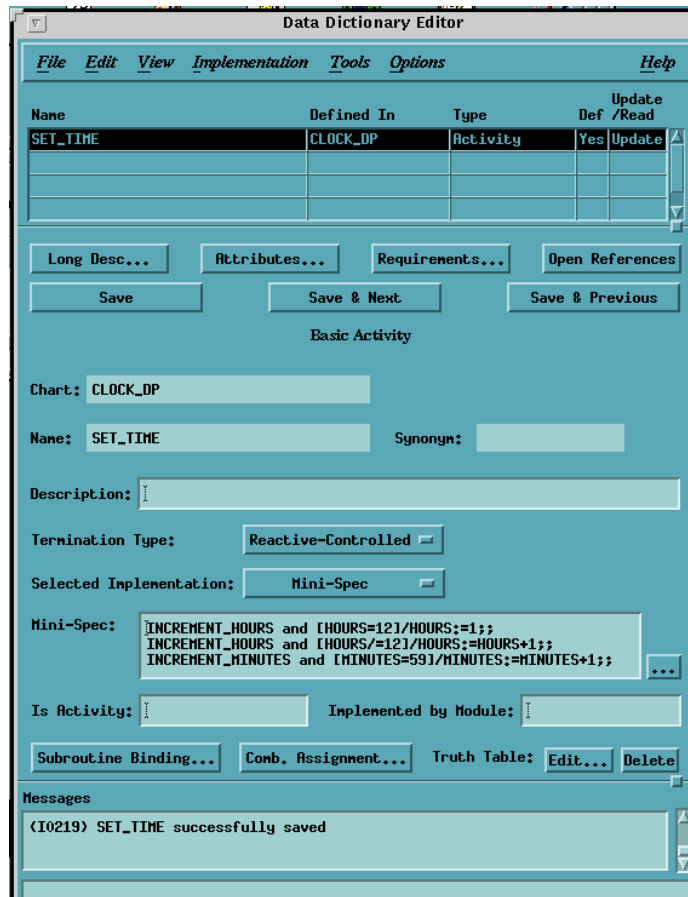 Data Dictionary Editor
File Edit View Implementation Tools Options Help
Name Defined In Type Def Update /Read
SET_TIME CLOCK_DP Activity Yes Update
Long Desc... Attributes... Requirements... Open References
Save Save & Next Save & Previous
Basic Activity
Chart: CLOCK_DP
Name: SET_TIME Synonym:
Description:
Termination Type: Reactive-Controlled
Selected Implementation: Mini-Spec
Mini-Spec: INCREMENT_HOURS and [HOURS=12]/HOURS:=1;;
INCREMENT_HOURS and [HOURS/=12]/HOURS:=HOURS+1;;
INCREMENT_MINUTES and [MINUTES=59]/MINUTES:=MINUTES+1;;
...
Is Activity: Implemented by Module:
Subroutine Binding... Comb. Assignment... Truth Table: Edit... Delete
Messages
(I0219) SET_TIME successfully saved